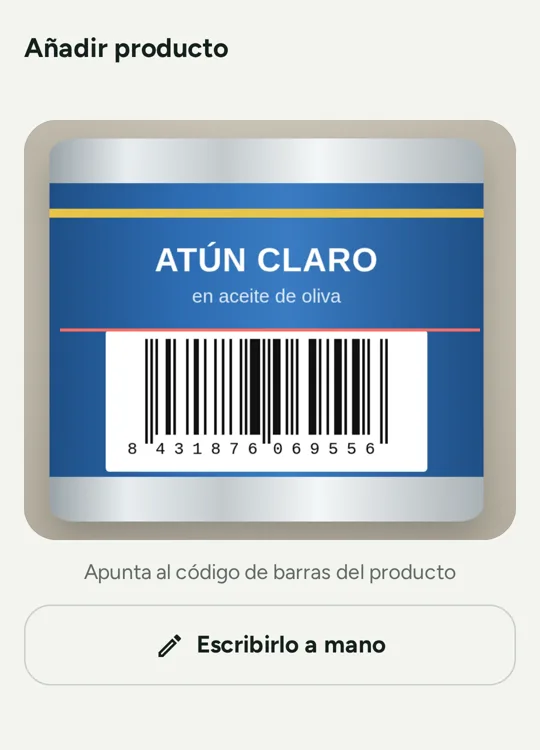 Añadir producto
ATÚN CLARO
en aceite de oliva
8 431876 069556
Apunta al código de barras del producto
Escribirlo a mano